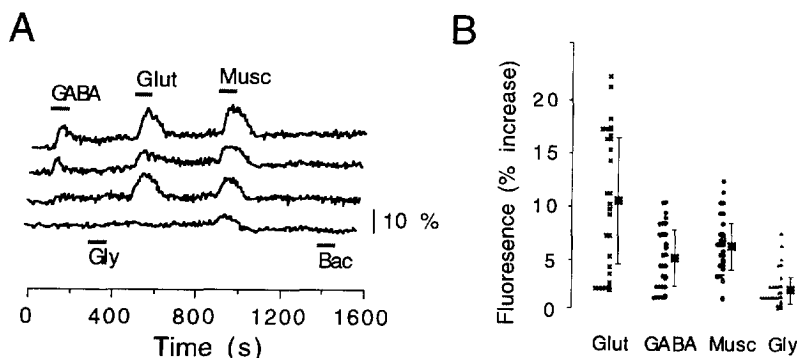 A
GABA Glut Musc
10 %
Gly Bac
0 400 800 1200 1600
Time (s)
B
Fluoresence (% increase)
20
15
10
5
0
Glut GABA Musc Gly